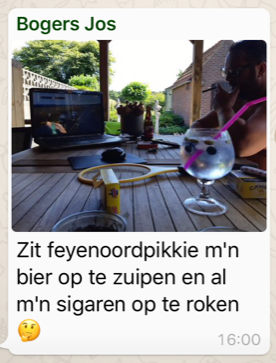 Bogers Jos
Zit feyenoordpikkie m'n
bier op te zuipen en al
m'n sigaren op te roken
🤔
16:00